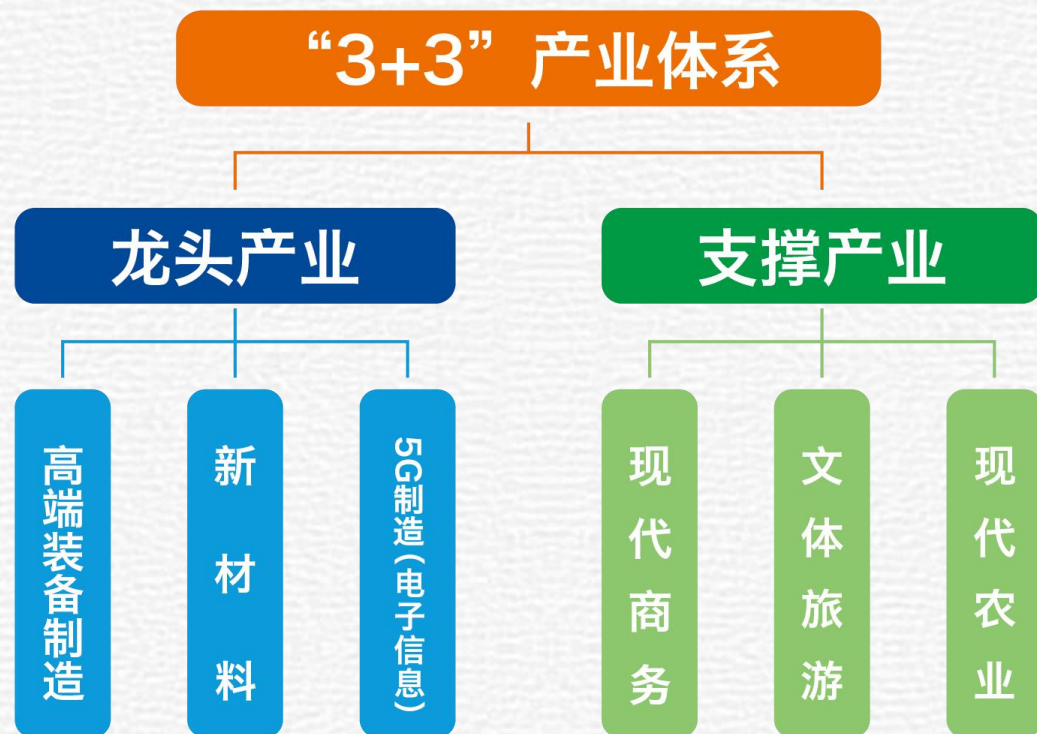 “3+3”产业体系
龙头产业
支撑产业
高端装备制造
新材料
5G制造(电子信息)
现代商务
文体旅游
现代农业